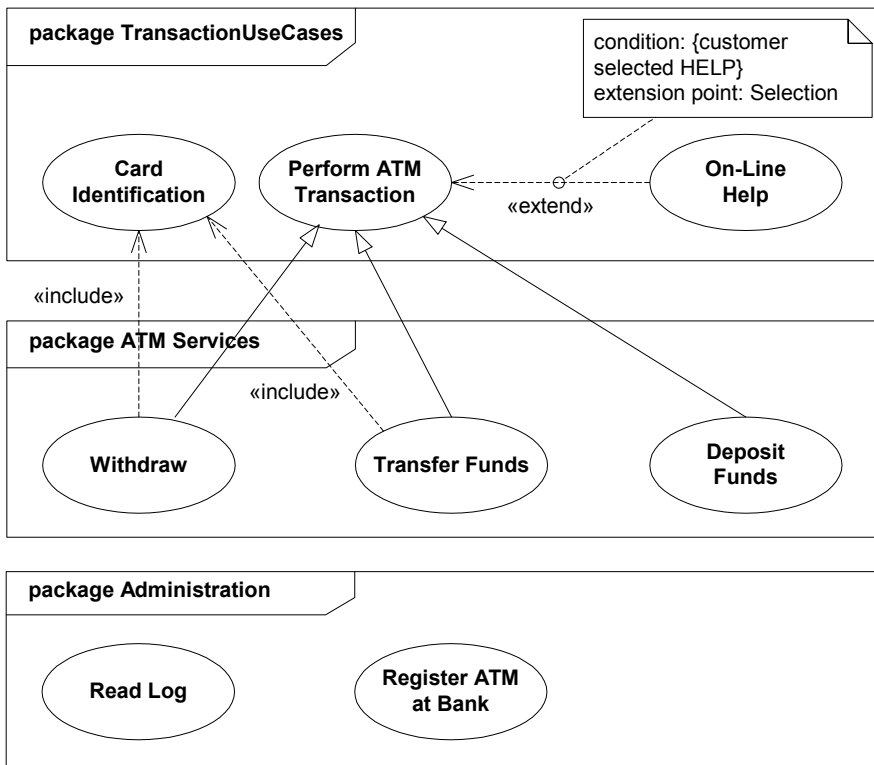 package TransactionUseCases
condition: {customer
selected HELP}
extension point: Selection
Card
Identification
Perform ATM
Transaction
On-Line
Help
«extend»
«include»
package ATM Services
«include»
Withdraw
Transfer Funds
Deposit
Funds
package Administration
Read Log
Register ATM
at Bank